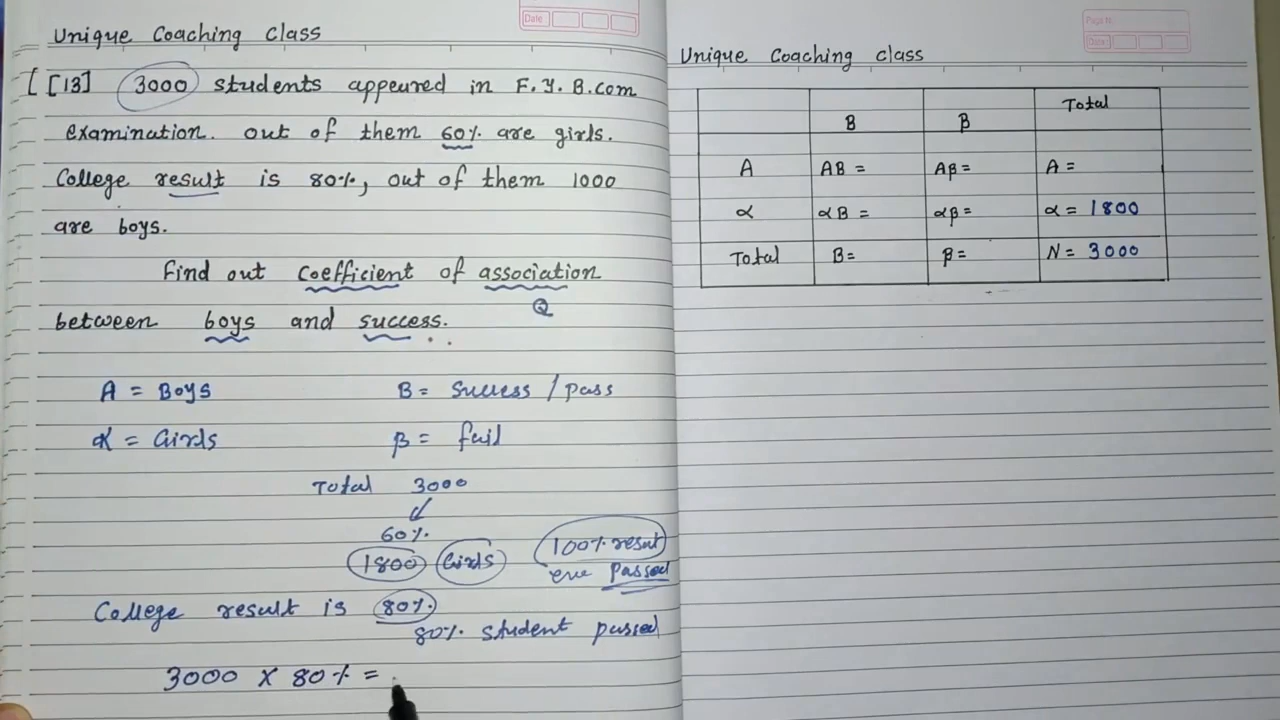 Date
Unique Coaching Class
[ [13] 3000 students appeared in F.Y.B.com
examination. out of them 60% are girls.
College result is 80%, out of them 1000
are boys.
Find out coefficient of association
Q
between boys and success.
A = Boys B = Success / pass
α = Girls β = fail
Total 3000
60%
1800 Girls
100% result
passed
College result is 80%.
80% student passed
3000 x 80% =
Date
Unique Coaching class
B β Total
A AB = Aβ = A =
α αB = αβ = α = 1800
Total B = β = N = 3000